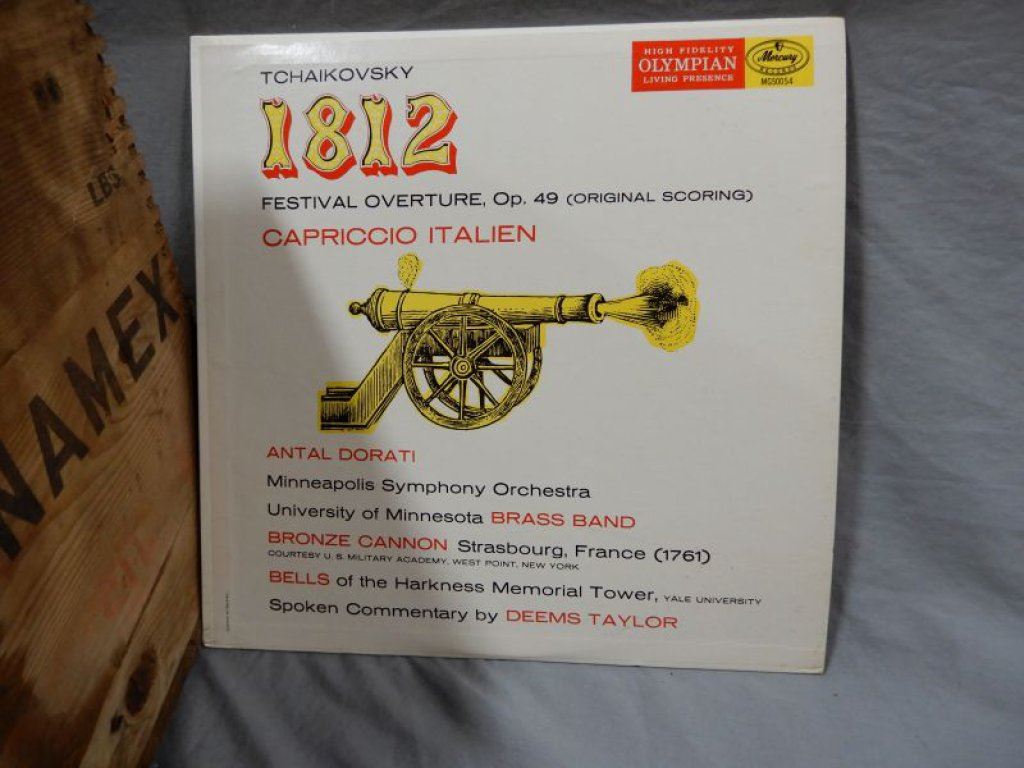 TCHAIKOVSKY
1812
FESTIVAL OVERTURE, Op. 49 (ORIGINAL SCORING)
CAPRICCIO ITALIEN
HIGH FIDELITY
OLYMPIAN
LIVING PRESENCE
Mercury
RECORDS
MG50054
ANTAL DORATI
Minneapolis Symphony Orchestra
University of Minnesota BRASS BAND
BRONZE CANNON Strasbourg, France (1761)
COURTESY U. S. MILITARY ACADEMY, WEST POINT, NEW YORK
BELLS of the Harkness Memorial Tower, YALE UNIVERSITY
Spoken Commentary by DEEMS TAYLOR
LBS.
NAMEX